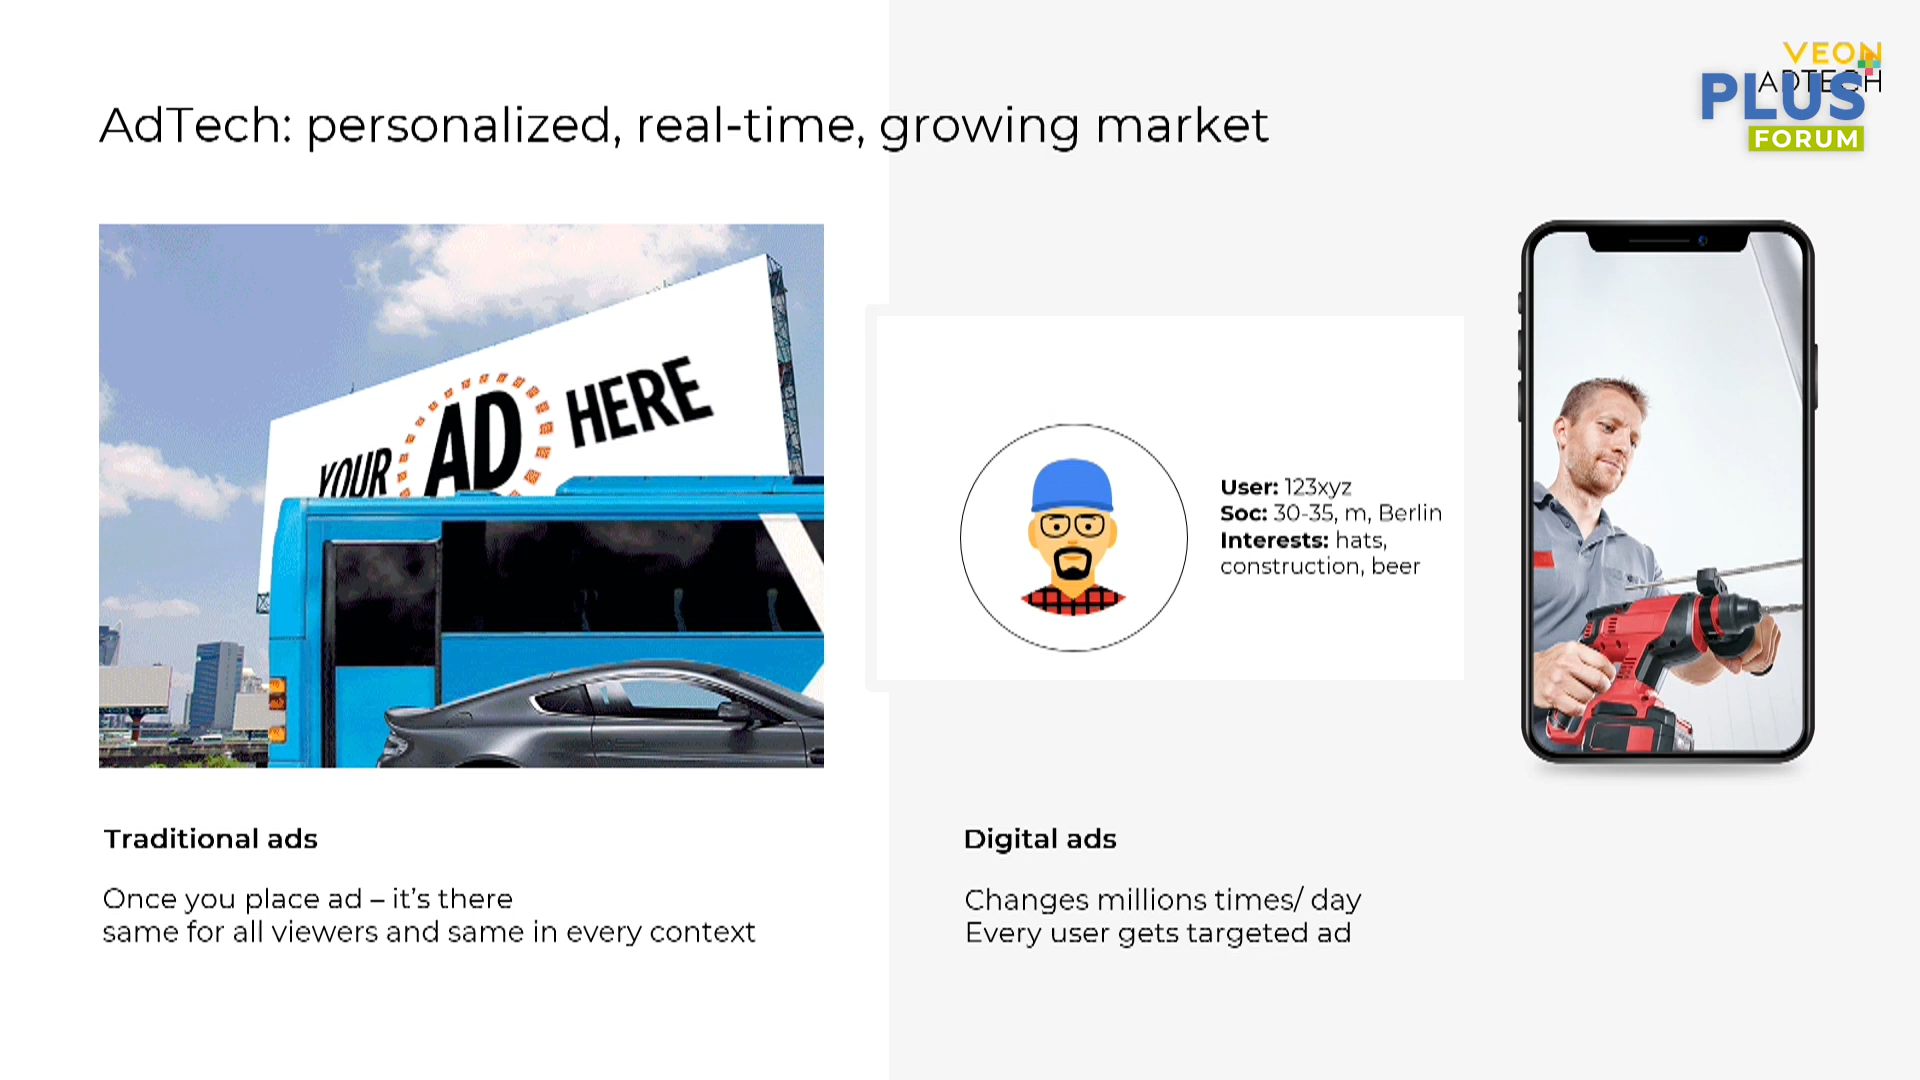 VEON
ADTECH
PLUS
FORUM
AdTech: personalized, real-time, growing market
YOUR AD HERE
User: 123xyz
Soc: 30-35, m, Berlin
Interests: hats,
construction, beer
Traditional ads
Once you place ad – it’s there
same for all viewers and same in every context
Digital ads
Changes millions times/ day
Every user gets targeted ad